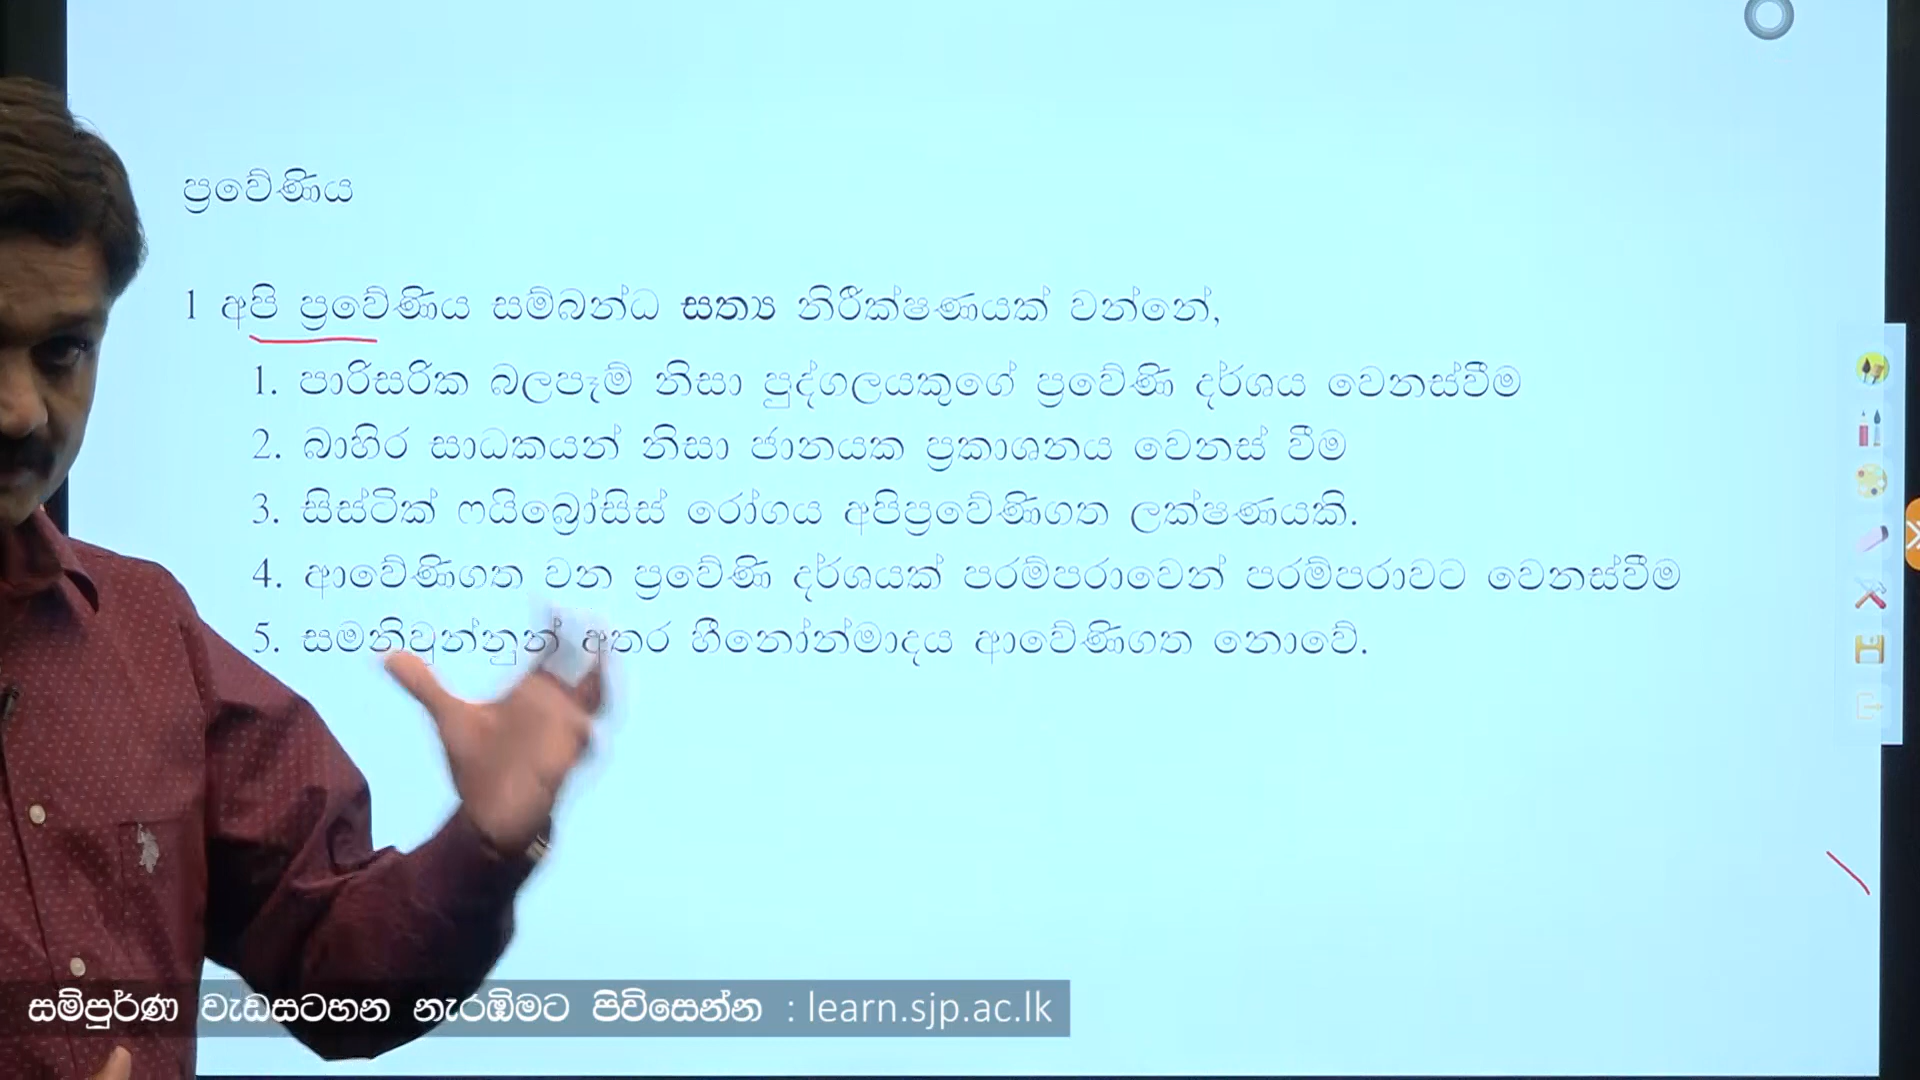 ප්‍රවේණිය
1 අපි ප්‍රවේණිය සම්බන්ධ සත්‍ය නිරීක්ෂණයක් වන්නේ,
1. පාරිසරික බලපෑම් නිසා පුද්ගලයකුගේ ප්‍රවේණි දර්ශය වෙනස්වීම
2. බාහිර සාධකයන් නිසා ජානයක ප්‍රකාශනය වෙනස් වීම
3. සිස්ටික් ෆයිබ්‍රෝසිස් රෝගය අපිප්‍රවේණිගත ලක්ෂණයකි.
4. ආවේණිගත වන ප්‍රවේණි දර්ශයක් පරම්පරාවෙන් පරම්පරාවට වෙනස්වීම
5. සමනිවුන්නුන් අතර හීනෝන්මාදය ආවේණිගත නොවේ.
සම්පුර්ණ වැඩසටහන නැරඹිමට පිවිසෙන්න : learn.sjp.ac.lk